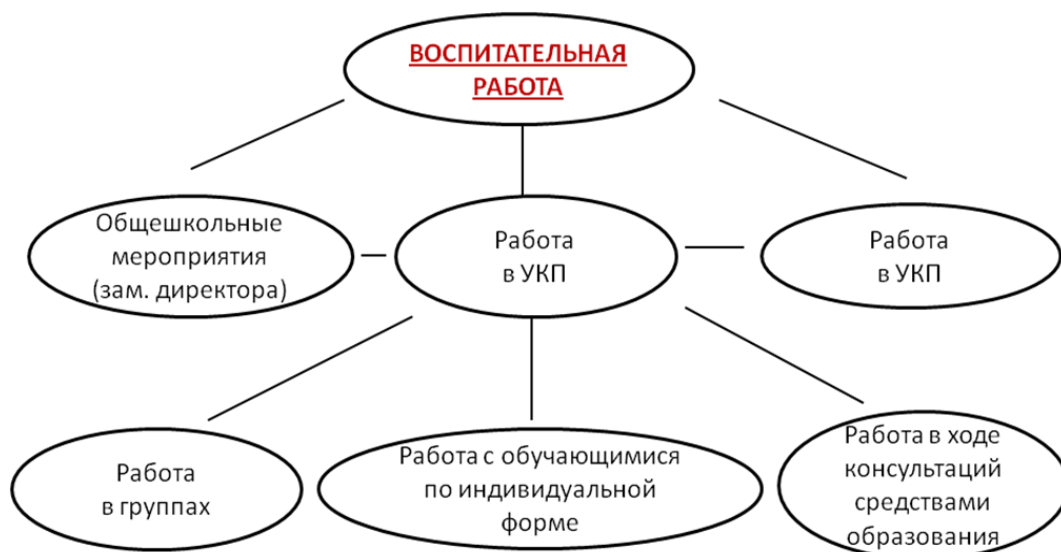 ВОСПИТАТЕЛЬНАЯ
РАБОТА
Общешкольные
мероприятия
(зам. директора)
Работа
в УКП
Работа
в УКП
Работа
в группах
Работа с обучающимися
по индивидуальной
форме
Работа в ходе
консультаций
средствами
образования